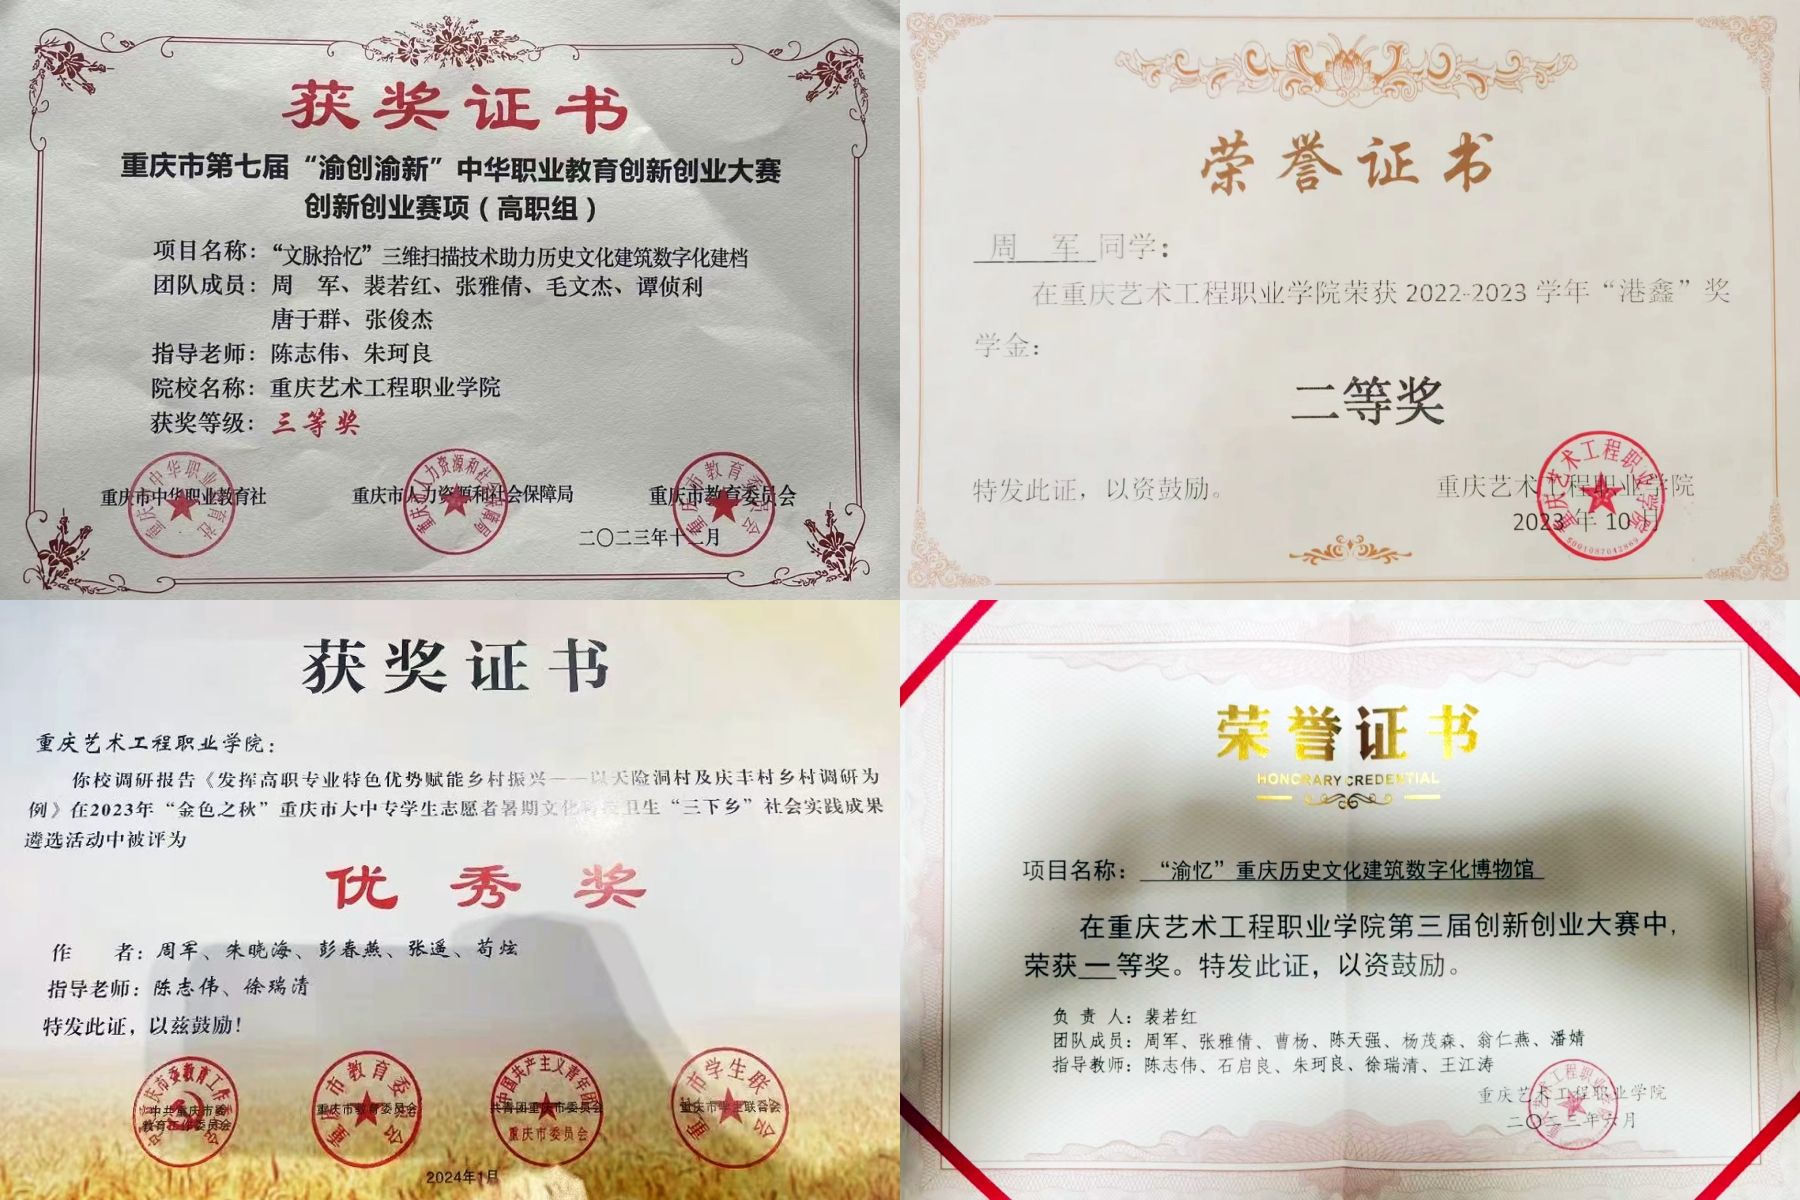 获奖证书
重庆市第七届“渝创渝新”中华职业教育创新创业大赛
创新创业赛项（高职组）
项目名称：“文脉拾忆”三维扫描技术助力历史文化建筑数字化建档
团队成员：周　军、裴若红、张雅倩、毛文杰、谭侦利
唐于群、张俊杰
指导老师：陈志伟、朱珂良
院校名称：重庆艺术工程职业学院
获奖等级：三等奖
重庆市中华职业教育社　重庆市人力资源和社会保障局　重庆市教育委员会
二〇二三年十二月
荣誉证书
周　军 同学：
在重庆艺术工程职业学院荣获 2022-2023 学年“港鑫”奖
学金：
二等奖
特发此证，以资鼓励。
重庆艺术工程职业学院
2023 年 10 月
获奖证书
重庆艺术工程职业学院：
你校调研报告《发挥高职专业特色优势赋能乡村振兴——以天险洞村及庆丰村乡村调研为
例》在2023年“金色之秋”重庆市大中专学生志愿者暑期文化科技卫生“三下乡”社会实践成果
遴选活动中被评为
优秀奖
作　者：周军、朱晓海、彭春燕、张遥、苟炫
指导老师：陈志伟、徐瑞清
特发此证，以兹鼓励！
中共重庆市委
教育工作委员会
重庆市教育委员会
共青团重庆市委员会
重庆市学生联合会
2024年1月
荣誉证书
HONORARY CREDENTIAL
项目名称：“渝忆”重庆历史文化建筑数字化博物馆
在重庆艺术工程职业学院第三届创新创业大赛中，
荣获一等奖。特发此证，以资鼓励。
负 责 人：裴若红
团队成员：周军、张雅倩、曹杨、陈天强、杨茂森、翁仁燕、潘婧
指导教师：陈志伟、石启良、朱珂良、徐瑞清、王江涛
重庆艺术工程职业学院
二〇二三年六月